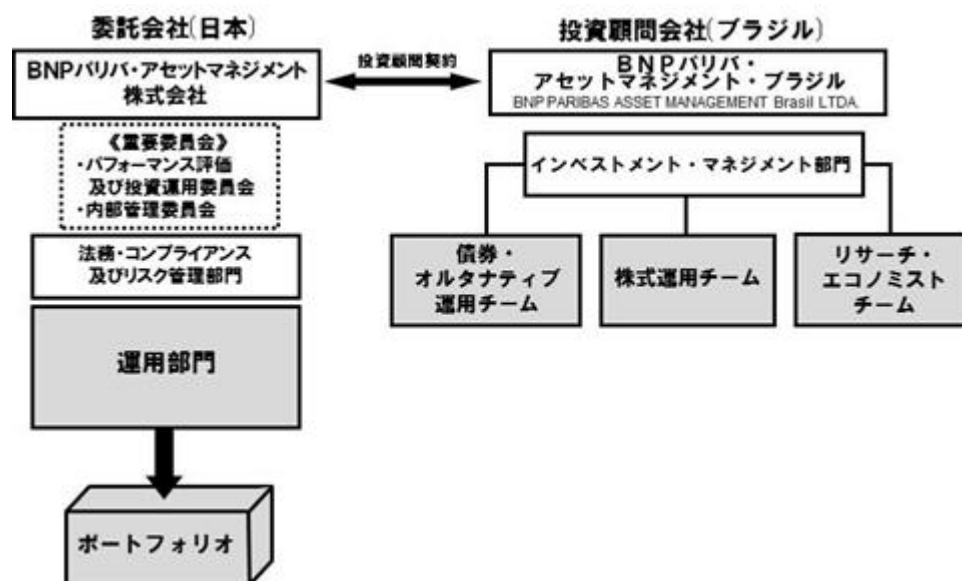 委託会社(日本)
BNPパリバ・アセットマネジメント
株式会社
《重要委員会》
・パフォーマンス評価
及び投資運用委員会
・内部管理委員会
法務・コンプライアンス
及びリスク管理部門
運用部門
ポートフォリオ
投資顧問契約
投資顧問会社(ブラジル)
BNPパリバ・
アセットマネジメント・ブラジル
BNP PARIBAS ASSET MANAGEMENT Brasil LTDA.
インベストメント・マネジメント部門
債券・
オルタナティブ
運用チーム
株式運用チーム
リサーチ・
エコノミスト
チーム